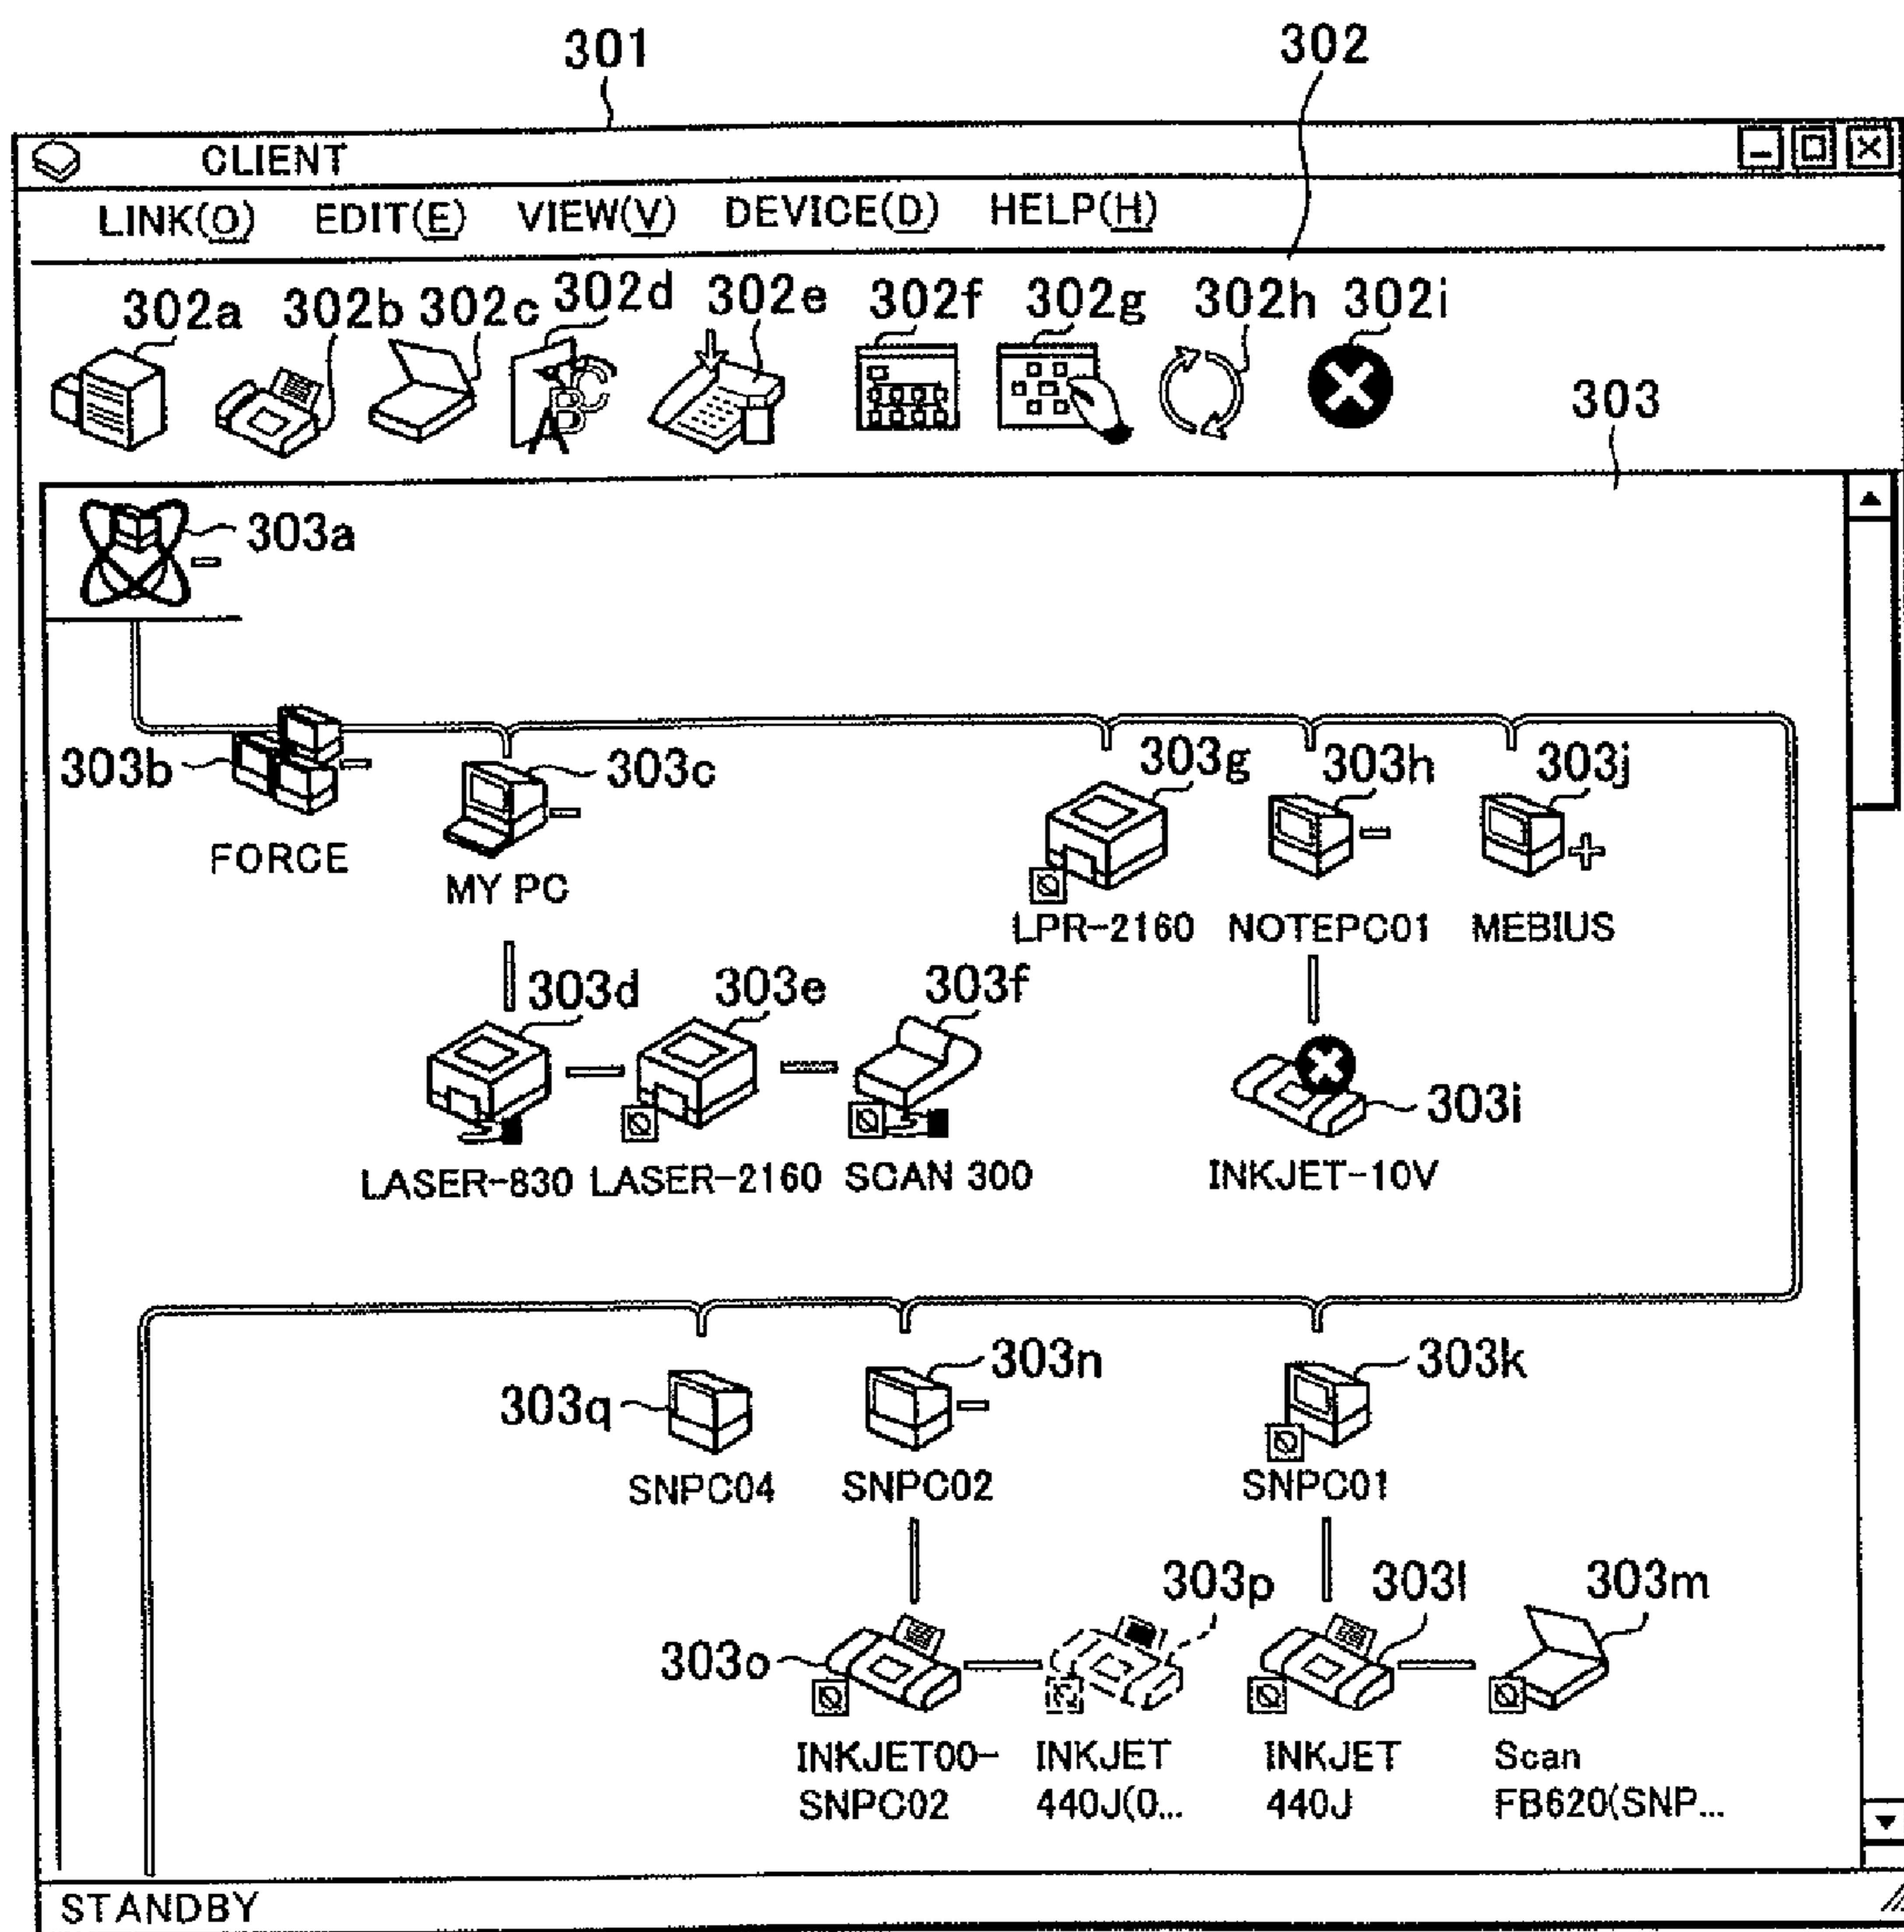 301 302
CLIENT
LINK(O) EDIT(E) VIEW(V) DEVICE(D) HELP(H)
302a 302b 302c 302d 302e 302f 302g 302h 302i
303
303a
303b 303c 303g 303h 303j
FORCE MY PC LPR-2160 NOTEPC01 MEBIUS
303d 303e 303f
303i
LASER-830 LASER-2160 SCAN 300 INKJET-10V
303q 303n 303k
SNPC04 SNPC02 SNPC01
303o 303p 303l 303m
INKJET00- INKJET INKJET Scan
SNPC02 440J(0... 440J FB620(SNP...
STANDBY